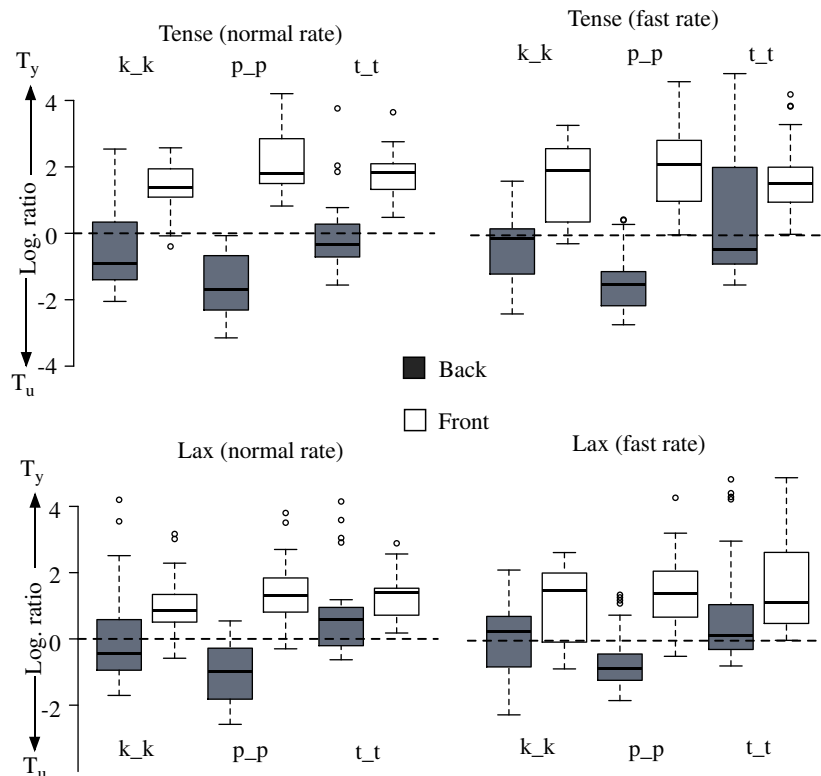 Tense (normal rate)
Tense (fast rate)
Ty
k_k
p_p
t_t
k_k
p_p
t_t
4
2
0
-2
-4
Log. ratio
Tu
Back
Front
Lax (normal rate)
Lax (fast rate)
Ty
4
2
0
-2
Log. ratio
k_k
p_p
t_t
k_k
p_p
t_t
Tu